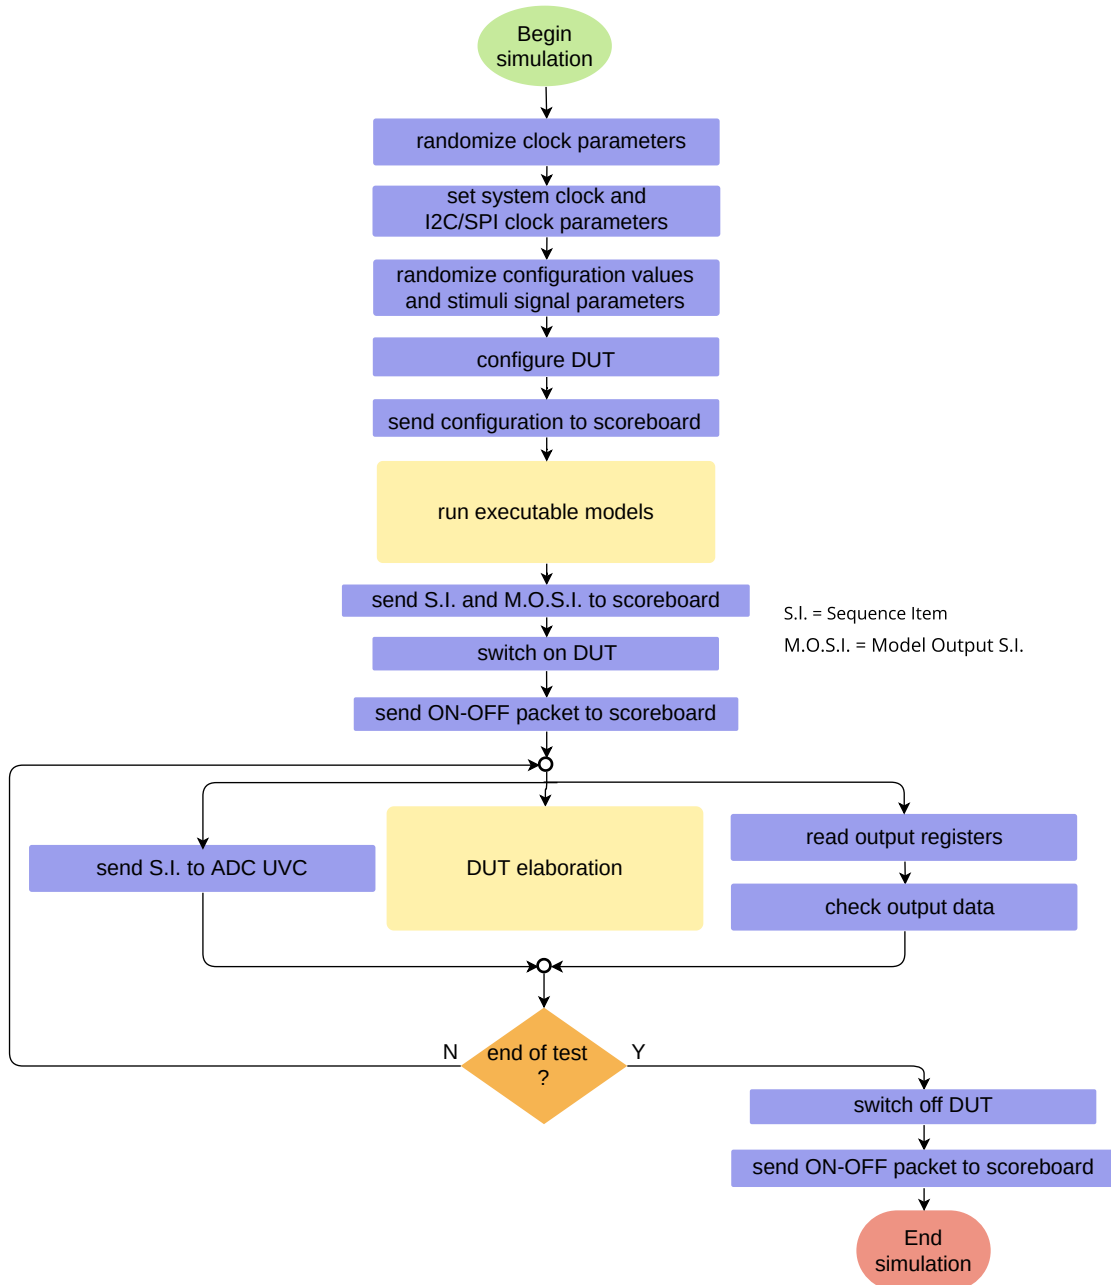 Begin
simulation
randomize clock parameters
set system clock and
I2C/SPI clock parameters
randomize configuration values
and stimuli signal parameters
configure DUT
send configuration to scoreboard
run executable models
send S.I. and M.O.S.I. to scoreboard
S.I. = Sequence Item
M.O.S.I. = Model Output S.I.
switch on DUT
send ON-OFF packet to scoreboard
send S.I. to ADC UVC
DUT elaboration
read output registers
check output data
N
end of test
?
Y
switch off DUT
send ON-OFF packet to scoreboard
End
simulation